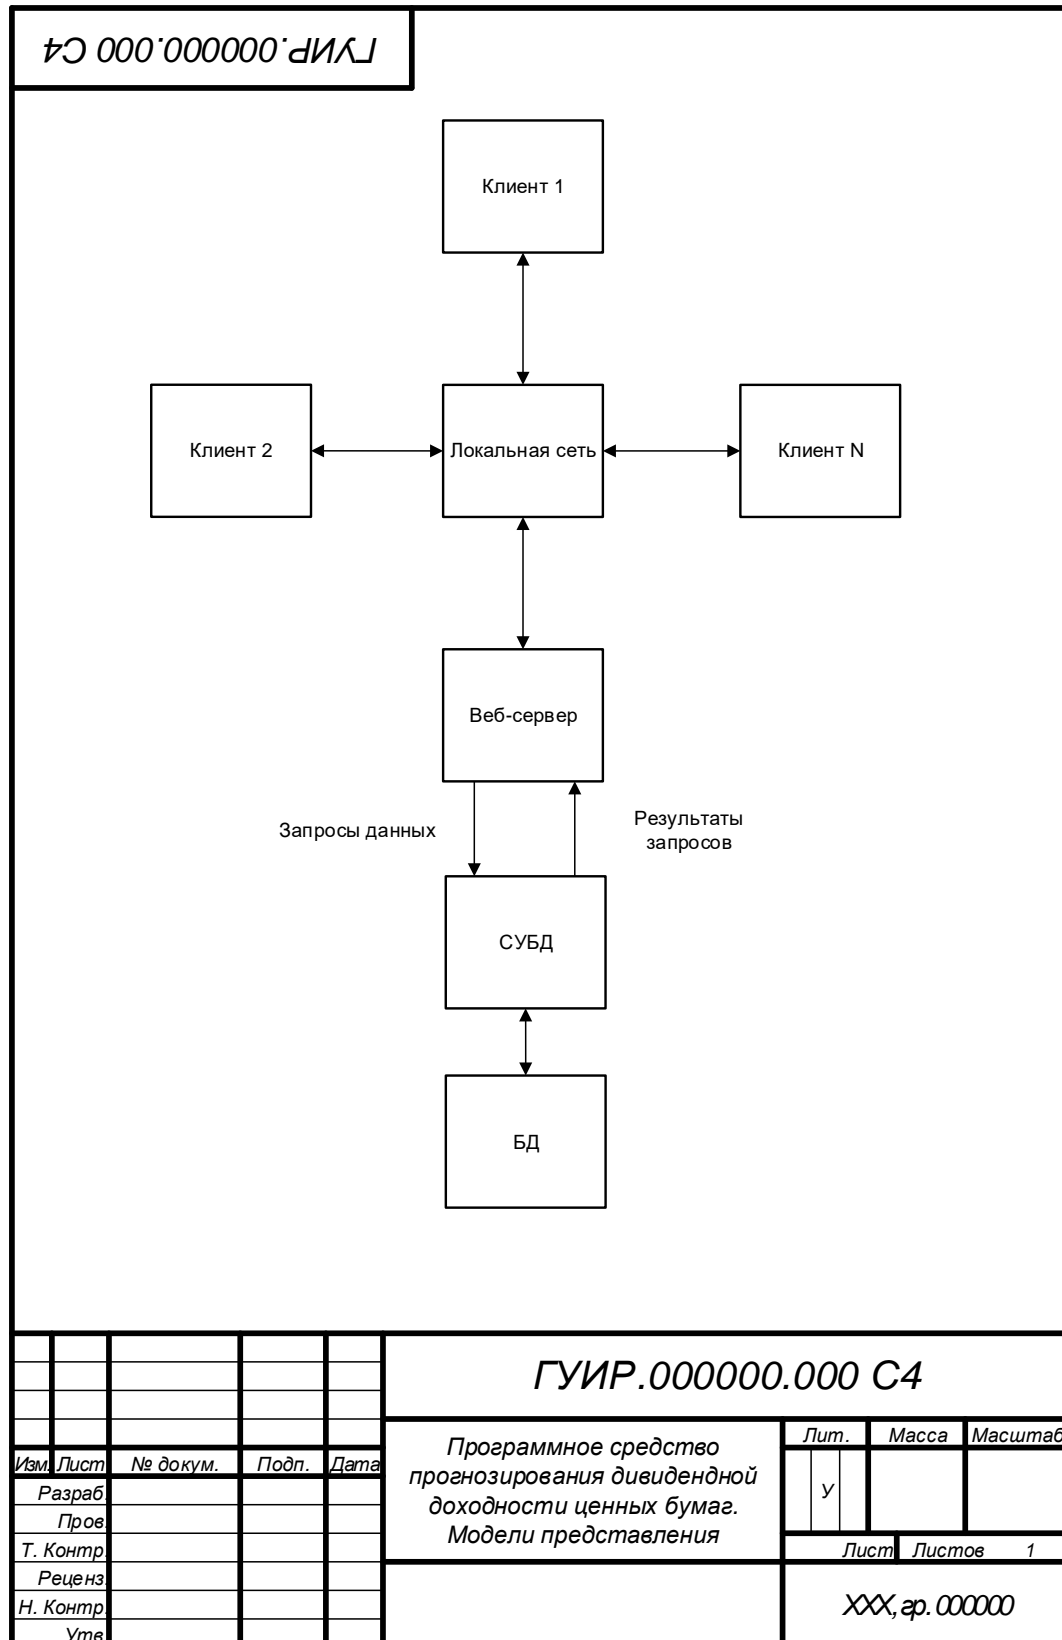 ГУИР.000000.000 С4
Клиент 1
Клиент 2
Локальная сеть
Клиент N
Веб-сервер
Запросы данных
Результаты
запросов
СУБД
БД
ГУИР.000000.000 С4
Программное средство
прогнозирования дивидендной
доходности ценных бумаг.
Модели представления
Лит. Масса Масштаб
У
Лист Листов 1
ХХХ, гр. 000000
Изм. Лист № докум. Подп. Дата
Разраб.
Пров.
Т. Контр.
Реценз.
Н. Контр.
Утв.